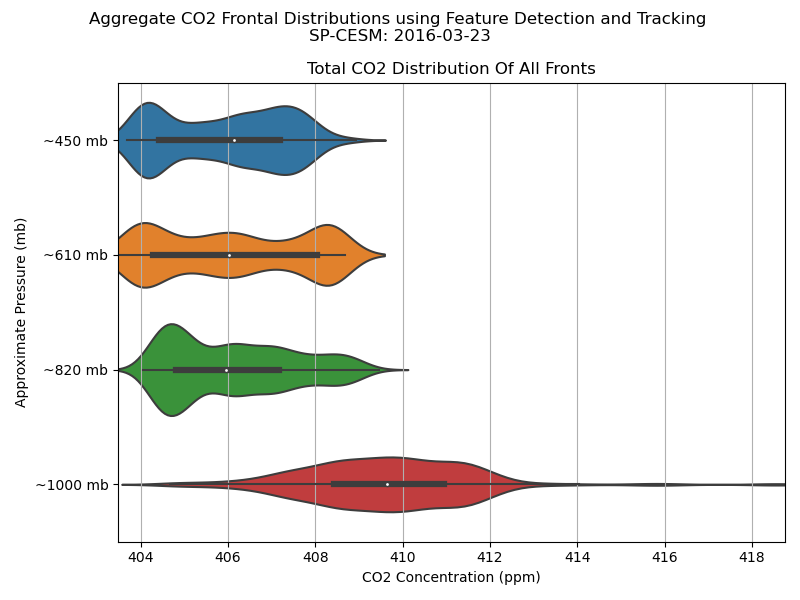 Aggregate CO2 Frontal Distributions using Feature Detection and Tracking
SP-CESM: 2016-03-23
Total CO2 Distribution Of All Fronts
~450 mb
~610 mb
~820 mb
~1000 mb
Approximate Pressure (mb)
404 406 408 410 412 414 416 418
CO2 Concentration (ppm)